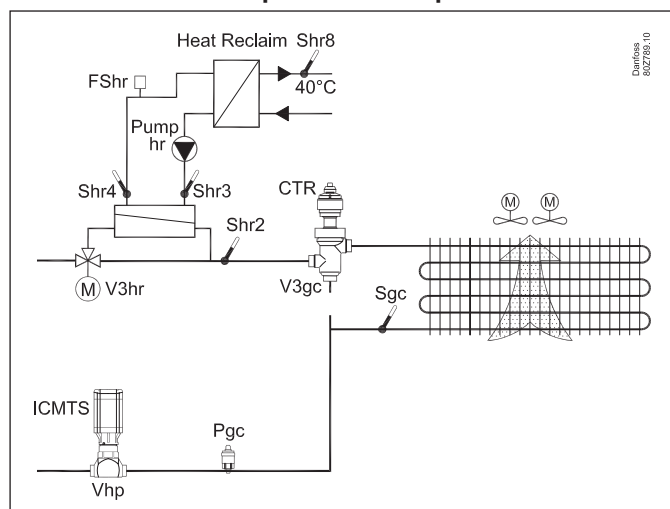 Heat Reclaim
Shr8
Danfoss
80Z789.10
FShr
40°C
Pump
hr
M
M
Shr4
Shr3
CTR
Shr2
M
V3hr
V3gc
Sgc
ICMTS
Pgc
Vhp